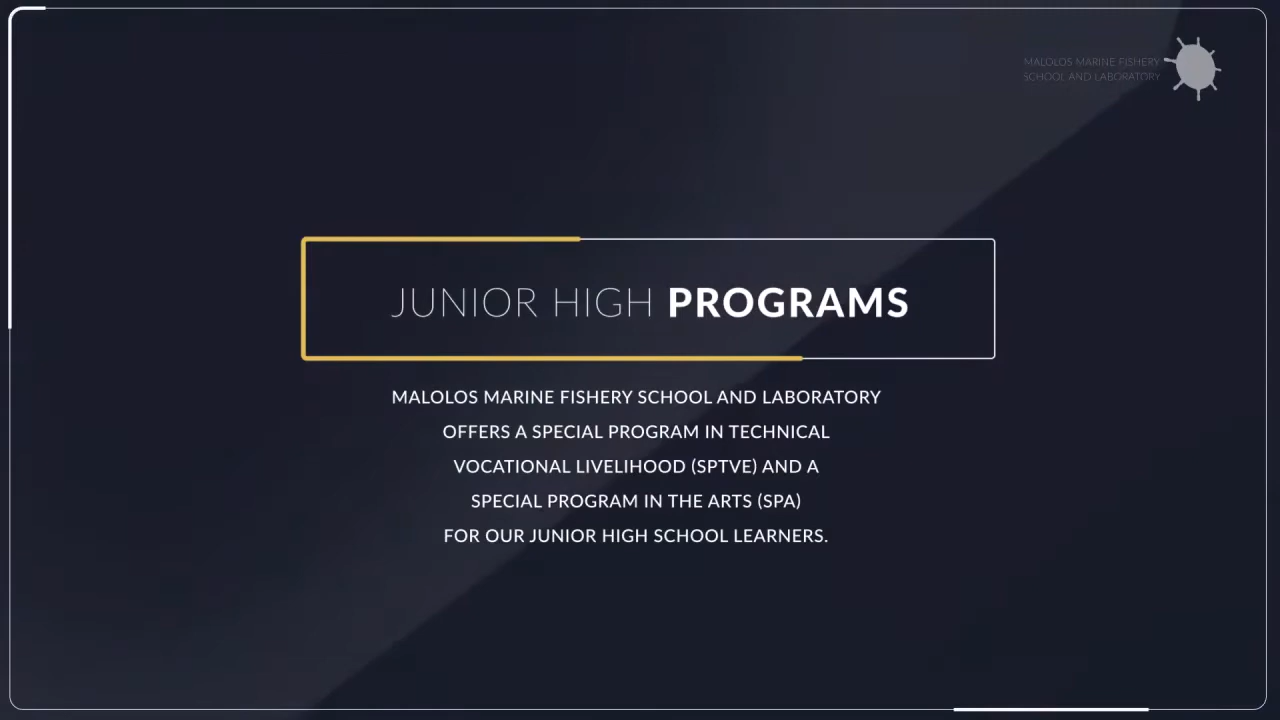 MALOLOS MARINE FISHERY
SCHOOL AND LABORATORY
JUNIOR HIGH PROGRAMS
MALOLOS MARINE FISHERY SCHOOL AND LABORATORY
OFFERS A SPECIAL PROGRAM IN TECHNICAL
VOCATIONAL LIVELIHOOD (SPTVE) AND A
SPECIAL PROGRAM IN THE ARTS (SPA)
FOR OUR JUNIOR HIGH SCHOOL LEARNERS.